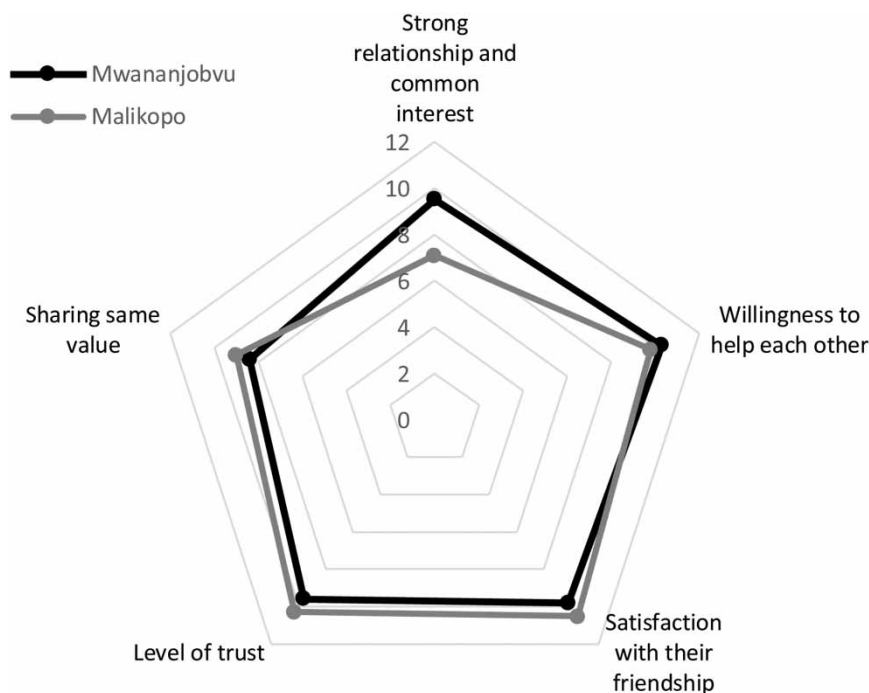 Strong
relationship and
common
interest
Mwananjobvu
Malikopo
12
10
8
6
4
2
0
Sharing same
value
Willingness to
help each other
Level of trust
Satisfaction
with their
friendship